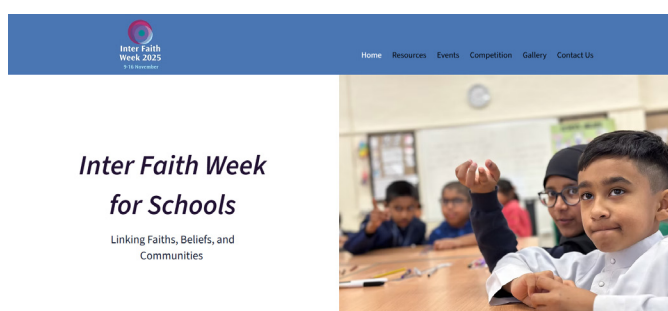 Inter Faith
Week 2025
9-16 November
Home Resources Events Competition Gallery Contact Us
Inter Faith Week
for Schools
Linking Faiths, Beliefs, and
Communities